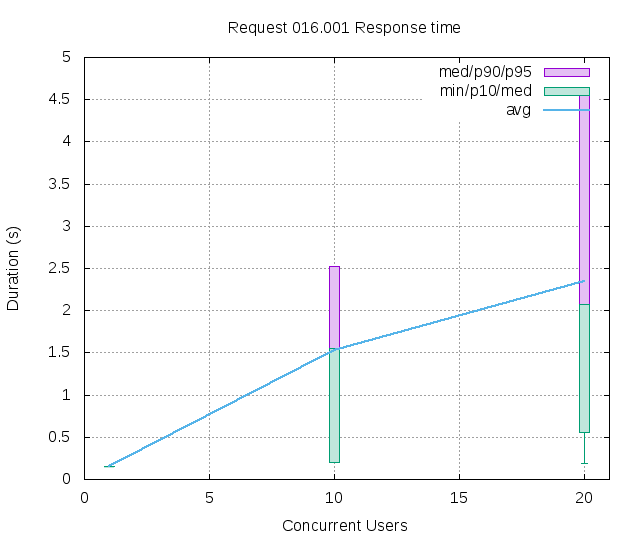 Request 016.001 Response time
med/p90/p95
min/p10/med
avg
Duration (s)
5
4.5
4
3.5
3
2.5
2
1.5
1
0.5
0
0 5 10 15 20
Concurrent Users